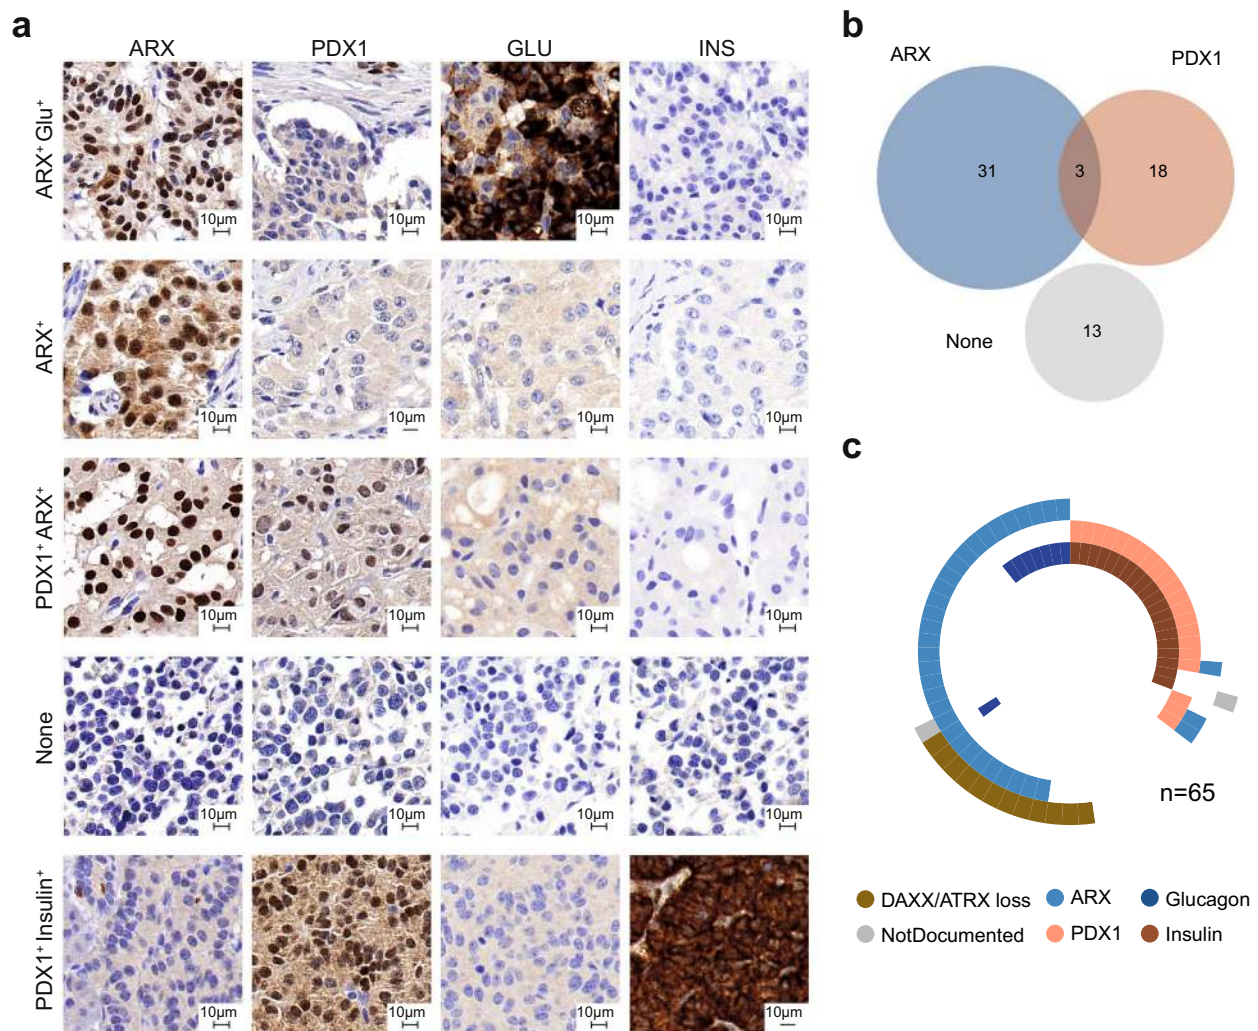 a
ARX PDX1 GLU INS
ARX⁺ Glu⁺
10µm 10µm 10µm 10µm
ARX⁺
10µm 10µm 10µm 10µm
PDX1⁺ ARX⁺
10µm 10µm 10µm 10µm
None
10µm 10µm 10µm 10µm
PDX1⁺ Insulin⁺
10µm 10µm 10µm 10µm
b
ARX
PDX1
31 3 18
None
13
c
n=65
DAXX/ATRX loss ARX Glucagon
NotDocumented PDX1 Insulin